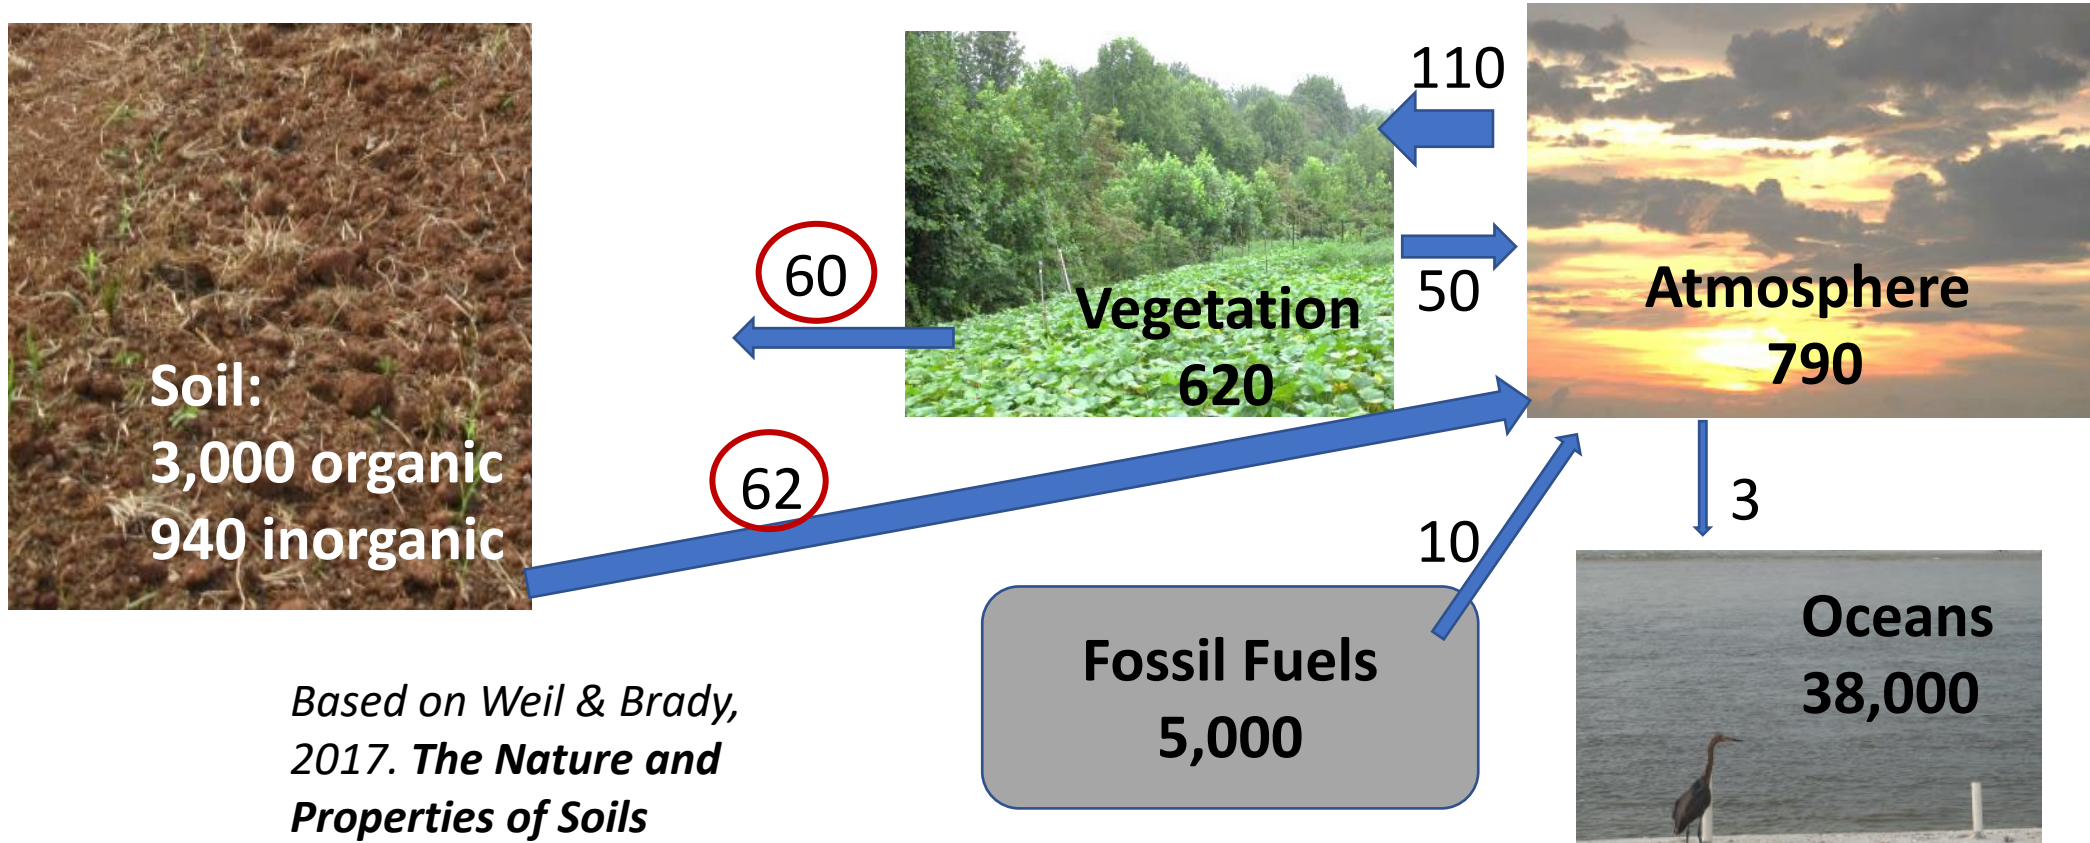 110
60
50
Soil:
3,000 organic
940 inorganic
Vegetation
620
Atmosphere
790
62
10
3
Fossil Fuels
5,000
Oceans
38,000
Based on Weil & Brady,
2017. The Nature and
Properties of Soils